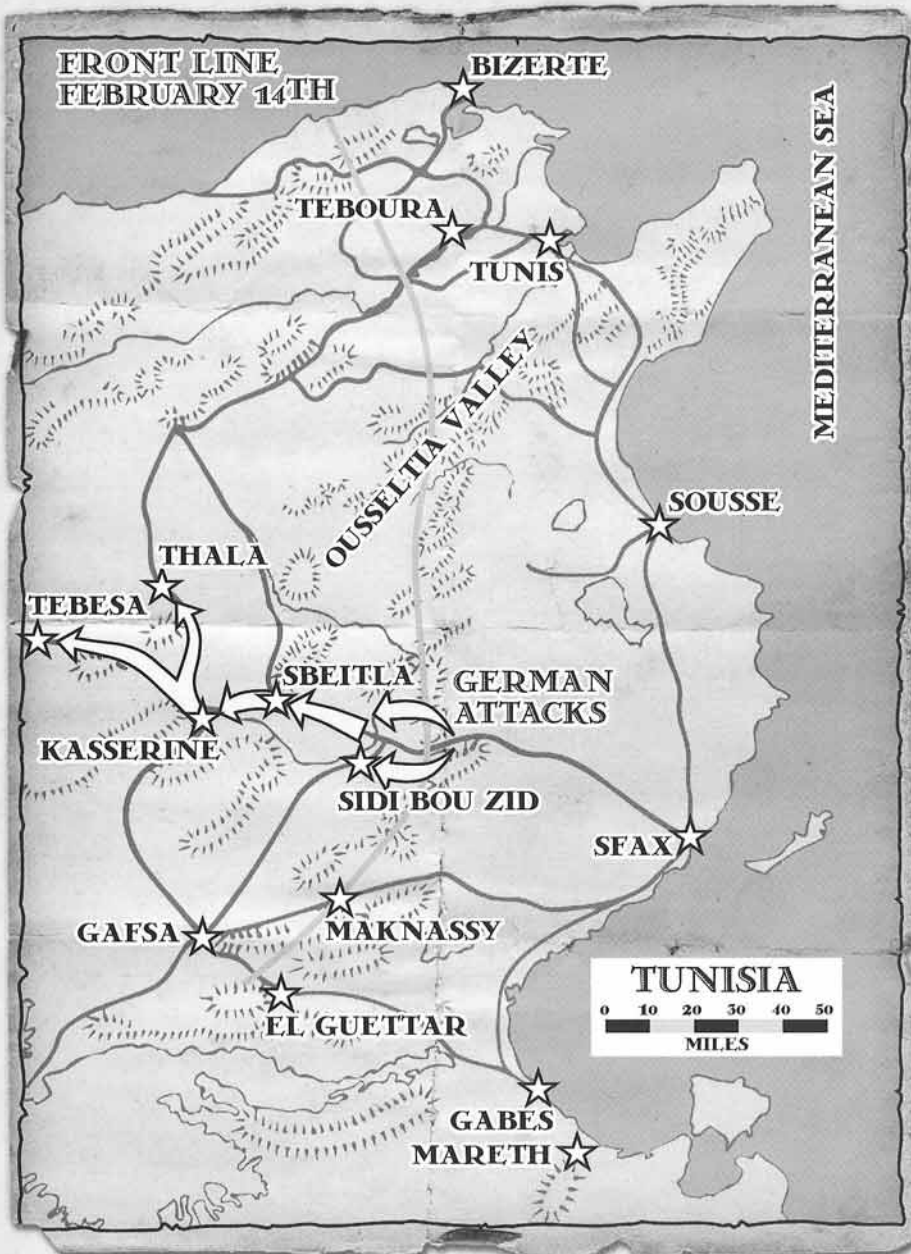 FRONT LINE
FEBRUARY 14TH
BIZERTE
MEDITERRANEAN SEA
TEBOURA
TUNIS
OUSSELTIA VALLEY
SOUSSE
THALA
TEBESA
SBEITLA
GERMAN
ATTACKS
KASSERINE
SIDI BOU ZID
SFAX
GAFSA
MAKNASSY
EL GUETTAR
TUNISIA
0 10 20 30 40 50
MILES
GABES
MARETH